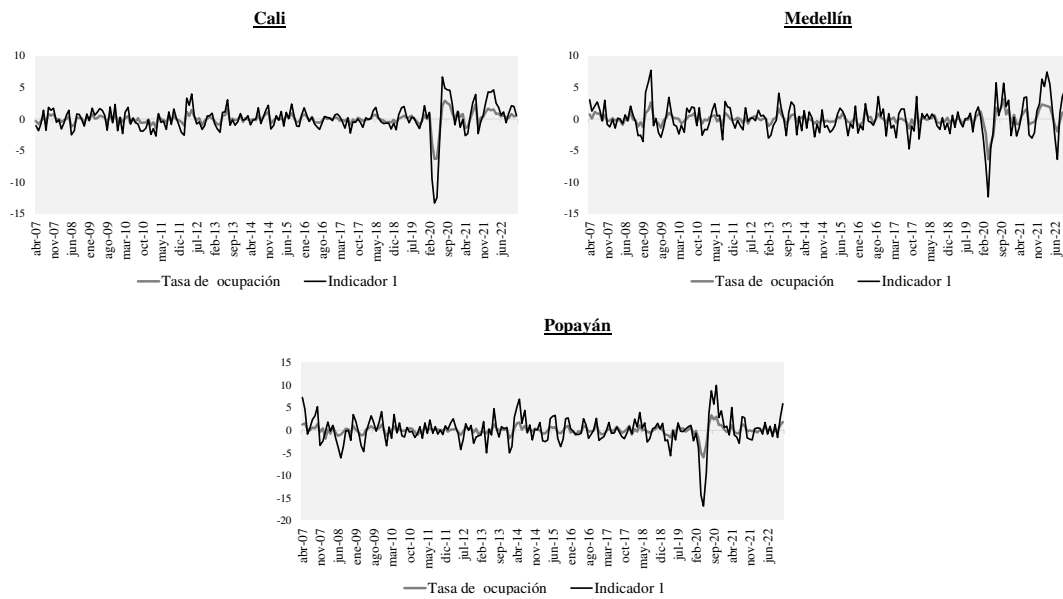 Cali
10
5
0
-5
-10
-15
abr-07
nov-07
jun-08
ene-09
ago-09
mar-10
oct-10
may-11
dic-11
jul-12
feb-13
sep-13
abr-14
nov-14
jun-15
ene-16
ago-16
mar-17
oct-17
may-18
dic-18
jul-19
feb-20
sep-20
abr-21
nov-21
jun-22
Tasa de ocupación Indicador 1
Medellín
10
5
0
-5
-10
-15
abr-07
nov-07
jun-08
ene-09
ago-09
mar-10
oct-10
may-11
dic-11
jul-12
feb-13
sep-13
abr-14
nov-14
jun-15
ene-16
ago-16
mar-17
oct-17
may-18
dic-18
jul-19
feb-20
sep-20
abr-21
nov-21
jun-22
Tasa de ocupación Indicador 1
Popayán
15
10
5
0
-5
-10
-15
-20
abr-07
nov-07
jun-08
ene-09
ago-09
mar-10
oct-10
may-11
dic-11
jul-12
feb-13
sep-13
abr-14
nov-14
jun-15
ene-16
ago-16
mar-17
oct-17
may-18
dic-18
jul-19
feb-20
sep-20
abr-21
nov-21
jun-22
Tasa de ocupación Indicador 1